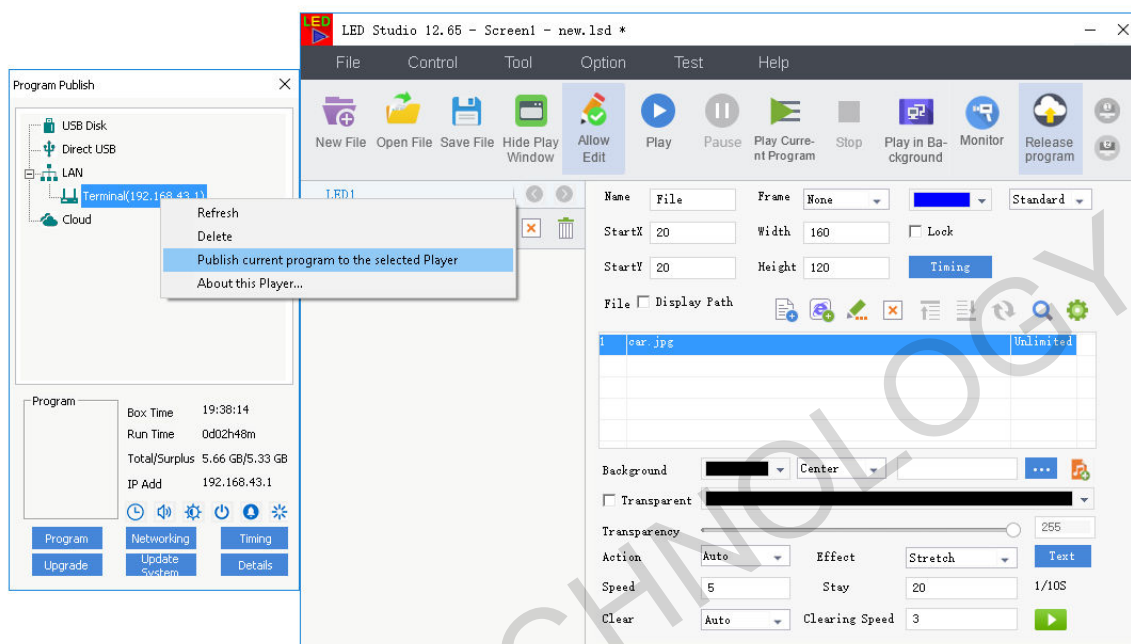 LED
LED Studio 12.65 - Screen1 - new.lsd *
File Control Tool Option Test Help
New File Open File Save File Hide Play Window Allow Edit Play Pause Play Curre-nt Program Stop Play in Ba-ckground Monitor Release program
Program Publish
USB Disk
Direct USB
LAN
Terminal(192.168.43.1)
Cloud
Refresh
Delete
Publish current program to the selected Player
About this Player...
Program
Box Time 19:38:14
Run Time 0d02h48m
Total/Surplus 5.66 GB/5.33 GB
IP Add 192.168.43.1
Program Networking Timing
Upgrade Update System Details
LED1
Name File Frame None Standard
StartX 20 Width 160 Lock
StartY 20 Height 120 Timing
File Display Path
1 car.jpg Unlimited
Background Center ...
Transparent
Transparency 255
Action Auto Effect Stretch Text
Speed 5 Stay 20 1/10S
Clear Auto Clearing Speed 3
CHNOLOGY